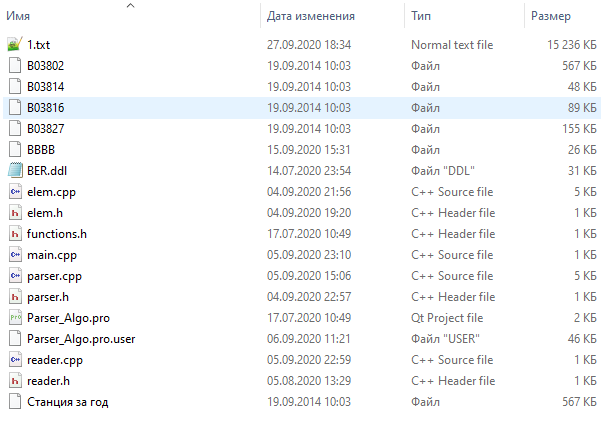 Имя Дата изменения Тип Размер
1.txt 27.09.2020 18:34 Normal text file 15 236 КБ
B03802 19.09.2014 10:03 Файл 567 КБ
B03814 19.09.2014 10:03 Файл 48 КБ
B03816 19.09.2014 10:03 Файл 89 КБ
B03827 19.09.2014 10:03 Файл 155 КБ
BBBB 15.09.2020 15:31 Файл 26 КБ
BER.ddl 14.07.2020 23:54 Файл "DDL" 31 КБ
elem.cpp 04.09.2020 21:56 C++ Source file 5 КБ
elem.h 04.09.2020 19:20 C++ Header file 1 КБ
functions.h 17.07.2020 10:49 C++ Header file 1 КБ
main.cpp 05.09.2020 23:10 C++ Source file 1 КБ
parser.cpp 05.09.2020 15:06 C++ Source file 5 КБ
parser.h 04.09.2020 22:57 C++ Header file 1 КБ
Parser_Algo.pro 17.07.2020 10:49 Qt Project file 2 КБ
Parser_Algo.pro.user 06.09.2020 11:21 Файл "USER" 46 КБ
reader.cpp 05.09.2020 22:59 C++ Source file 1 КБ
reader.h 05.08.2020 13:29 C++ Header file 1 КБ
Станция за год 19.09.2014 10:03 Файл 567 КБ